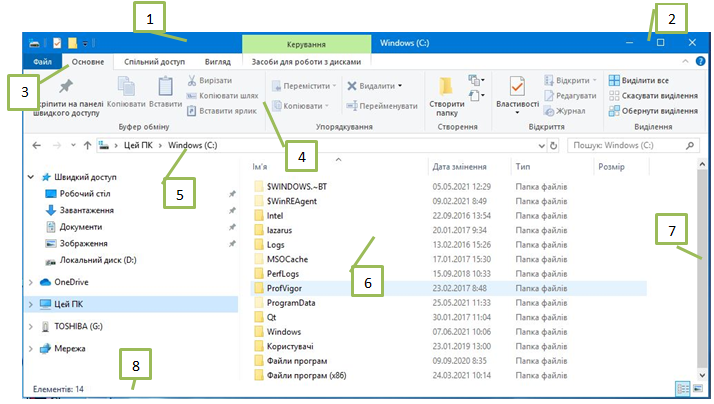 1
2
Керування
Windows (C:)
Файл Основне Спільний доступ Вигляд Засоби для роботи з дисками
3
кріпити на панелі швидкого доступу
Копіювати
Вставити
Вирізати
Копіювати шлях
Вставити ярлик
Буфер обміну
4
Перемістити
Копіювати
Видалити
Перейменувати
Упорядкування
Створити папку
Створення
Властивості
Відкрити
Редагувати
Журнал
Відкриття
Виділити все
Скасувати виділення
Обернути виділення
Виділення
Цей ПК Windows (C:)
Пошук: Windows (C:)
5
Швидкий доступ
Робочий стіл
Завантаження
Документи
Зображення
Локальний диск (D:)
OneDrive
Цей ПК
TOSHIBA (G:)
Мережа
Ім'я Дата змінення Тип Розмір
$WINDOWS.~BT 05.05.2021 12:29 Папка файлів
$WinREAgent 09.02.2021 8:49 Папка файлів
Intel 22.09.2016 13:54 Папка файлів
lazarus 20.01.2017 9:34 Папка файлів
Logs 13.02.2016 15:26 Папка файлів
MSOCache 17.01.2017 15:30 Папка файлів
PerfLogs 15.09.2018 10:33 Папка файлів
ProfVigor 23.02.2017 8:48 Папка файлів
ProgramData 25.05.2021 11:33 Папка файлів
Qt 30.01.2017 11:04 Папка файлів
Windows 07.06.2021 10:06 Папка файлів
Користувачі 23.01.2019 13:00 Папка файлів
Файли програм 09.09.2020 8:35 Папка файлів
Файли програм (x86) 24.03.2021 10:14 Папка файлів
6
7
8
Елементів: 14